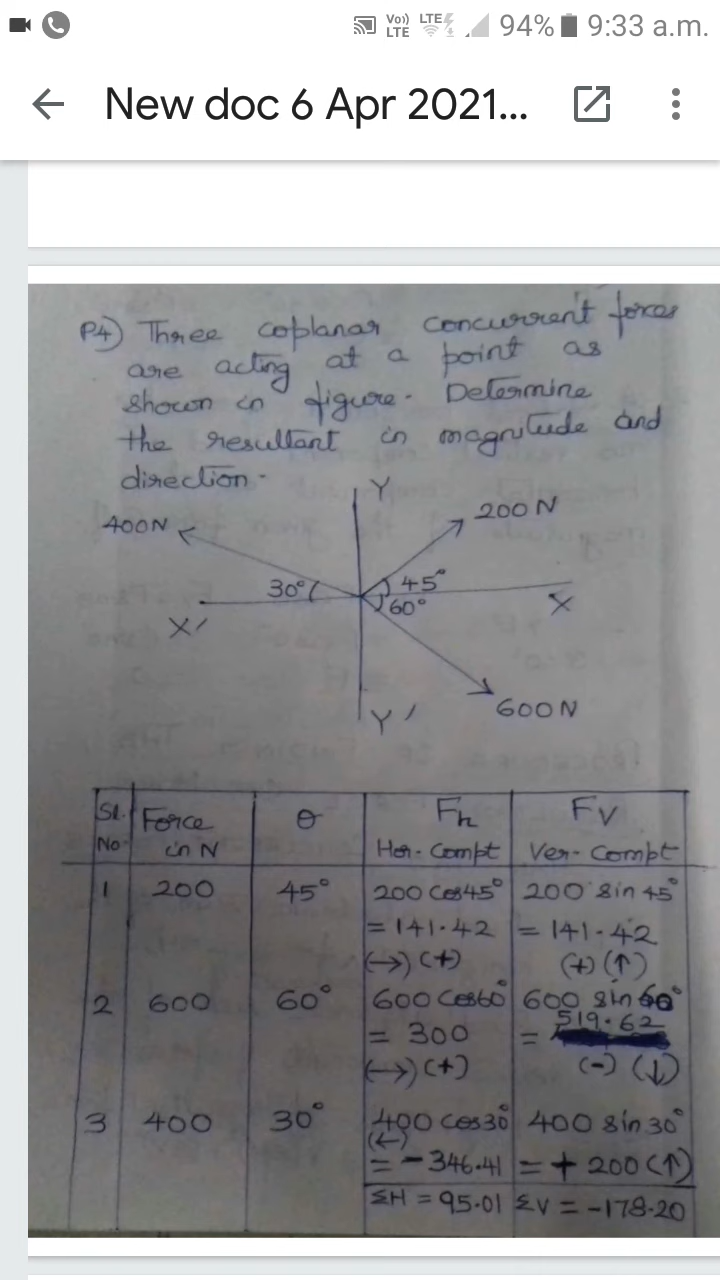 Vo)) LTE
LTE 94% 9:33 a.m.
New doc 6 Apr 2021...
P4) Three coplanar concurrent forces
are acting at a point as
shown in figure. Determine
the resultant in magnitude and
direction.
Y
400N
200 N
30°
45°
60°
X'
X
600N
Y'
Sl. No.
Force in N
θ
Fh Hor. Compt
Fv Ver. Compt
1 200 45° 200 cos45° 200 sin 45°
= 141.42 = 141.42
(→) (+) (+) (↑)
2 600 60° 600 cos60° 600 sin 60°
= 300 = 519.62
(→) (+) (-) (↓)
3 400 30° 400 cos30° 400 sin 30°
(←)
= -346.41 = + 200 (↑)
ΣH = 95.01 ΣV = -178.20